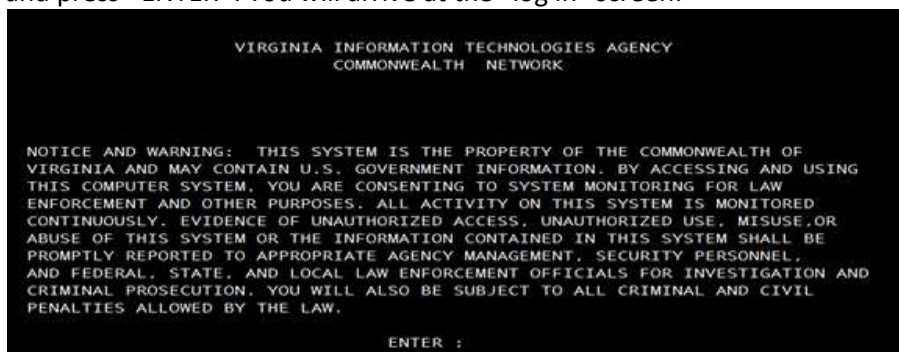 and press "ENTER". You will arrive at the "log in" screen.
VIRGINIA INFORMATION TECHNOLOGIES AGENCY
COMMONWEALTH NETWORK
NOTICE AND WARNING: THIS SYSTEM IS THE PROPERTY OF THE COMMONWEALTH OF
VIRGINIA AND MAY CONTAIN U.S. GOVERNMENT INFORMATION. BY ACCESSING AND USING
THIS COMPUTER SYSTEM, YOU ARE CONSENTING TO SYSTEM MONITORING FOR LAW
ENFORCEMENT AND OTHER PURPOSES. ALL ACTIVITY ON THIS SYSTEM IS MONITORED
CONTINUOUSLY. EVIDENCE OF UNAUTHORIZED ACCESS, UNAUTHORIZED USE, MISUSE,OR
ABUSE OF THIS SYSTEM OR THE INFORMATION CONTAINED IN THIS SYSTEM SHALL BE
PROMPTLY REPORTED TO APPROPRIATE AGENCY MANAGEMENT, SECURITY PERSONNEL,
AND FEDERAL, STATE, AND LOCAL LAW ENFORCEMENT OFFICIALS FOR INVESTIGATION AND
CRIMINAL PROSECUTION. YOU WILL ALSO BE SUBJECT TO ALL CRIMINAL AND CIVIL
PENALTIES ALLOWED BY THE LAW.
ENTER :